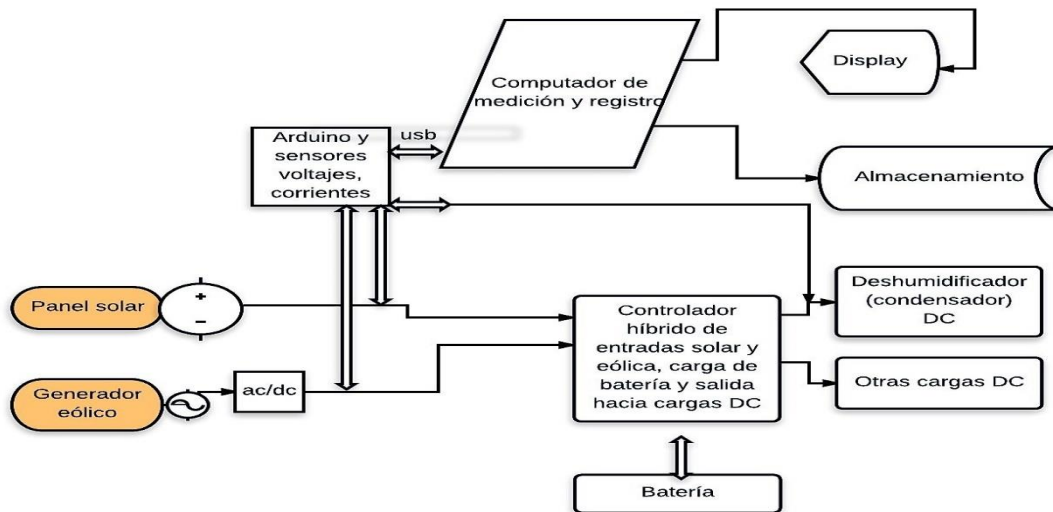 Computador de
medición y registro
Display
usb
Arduino y
sensores
voltajes,
corrientes
Almacenamiento
Panel solar
+
−
Controlador
híbrido de
entradas solar y
eólica, carga de
batería y salida
hacia cargas DC
Deshumidificador
(condensador)
DC
Generador
eólico
ac/dc
Otras cargas DC
Batería